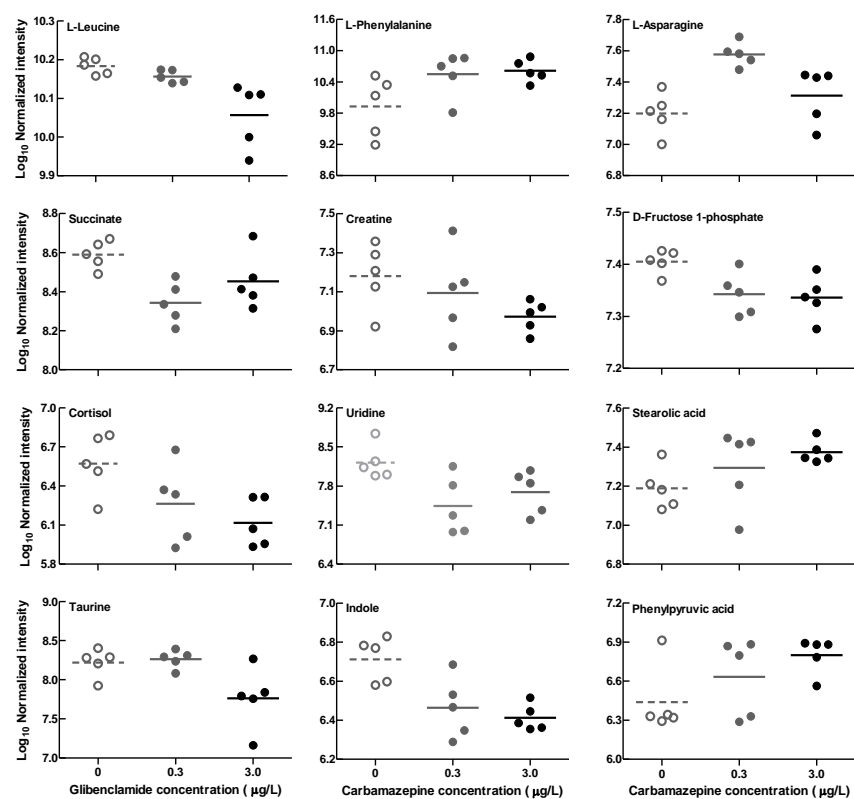 L-Leucine
10.3
10.2
10.1
10.0
9.9
Log10 Normalized intensity
L-Phenylalanine
11.6
11.0
10.4
9.8
9.2
8.6
L-Asparagine
7.8
7.6
7.4
7.2
7.0
6.8
Succinate
8.8
8.6
8.4
8.2
8.0
Log10 Normalized intensity
Creatine
7.5
7.3
7.1
6.9
6.7
D-Fructose 1-phosphate
7.5
7.4
7.3
7.2
Cortisol
7.0
6.7
6.4
6.1
5.8
Log10 Normalized intensity
Uridine
9.2
8.5
7.8
7.1
6.4
Stearolic acid
7.6
7.4
7.2
7.0
6.8
Taurine
9.0
8.5
8.0
7.5
7.0
Log10 Normalized intensity
0 0.3 3.0
Glibenclamide concentration ( µg/L)
Indole
6.8
6.6
6.4
6.2
7.0
0 0.3 3.0
Carbamazepine concentration ( µg/L)
Phenylpyruvic acid
7.2
6.9
6.6
6.3
6.0
0 0.3 3.0
Carbamazepine concentration ( µg/L)